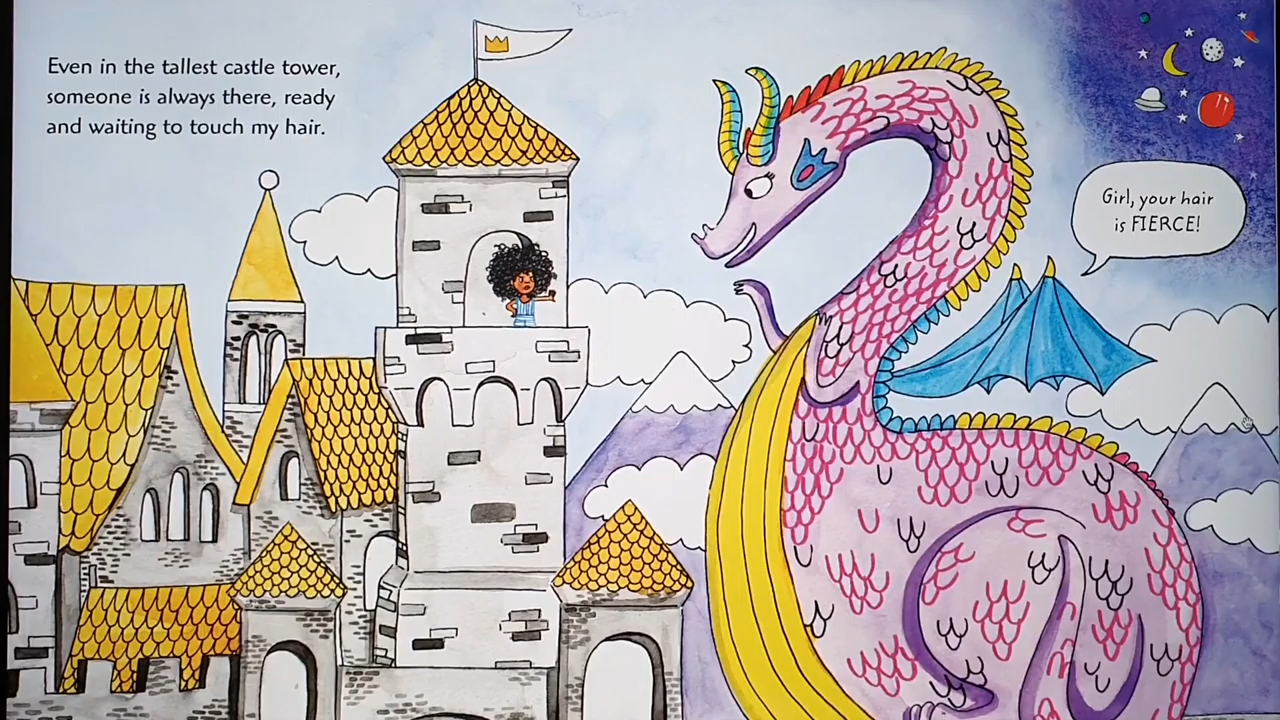 Even in the tallest castle tower,
someone is always there, ready
and waiting to touch my hair.
Girl, your hair
is FIERCE!